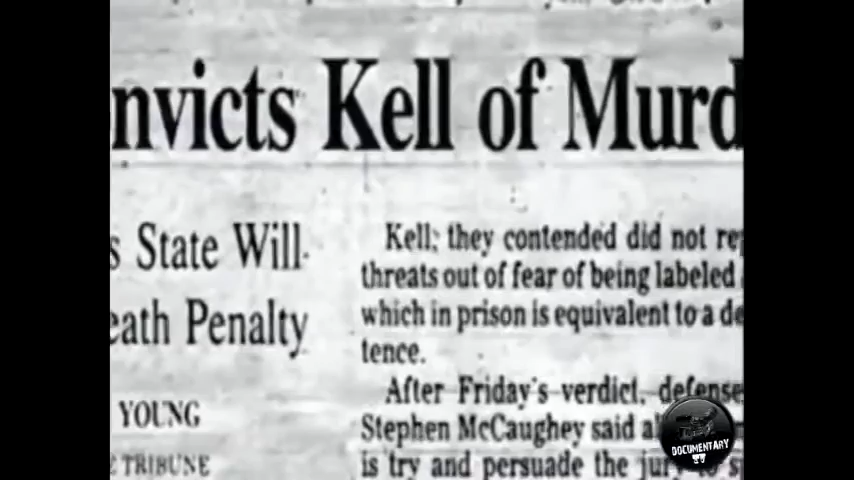 nvicts Kell of Murd
s State Will
eath Penalty
YOUNG
E TRIBUNE
Kell, they contended did not re
threats out of fear of being labeled
which in prison is equivalent to a de
tence.
After Friday's verdict, defense
Stephen McCaughey said
is try and persuade the jury
DOCUMENTARY
TV